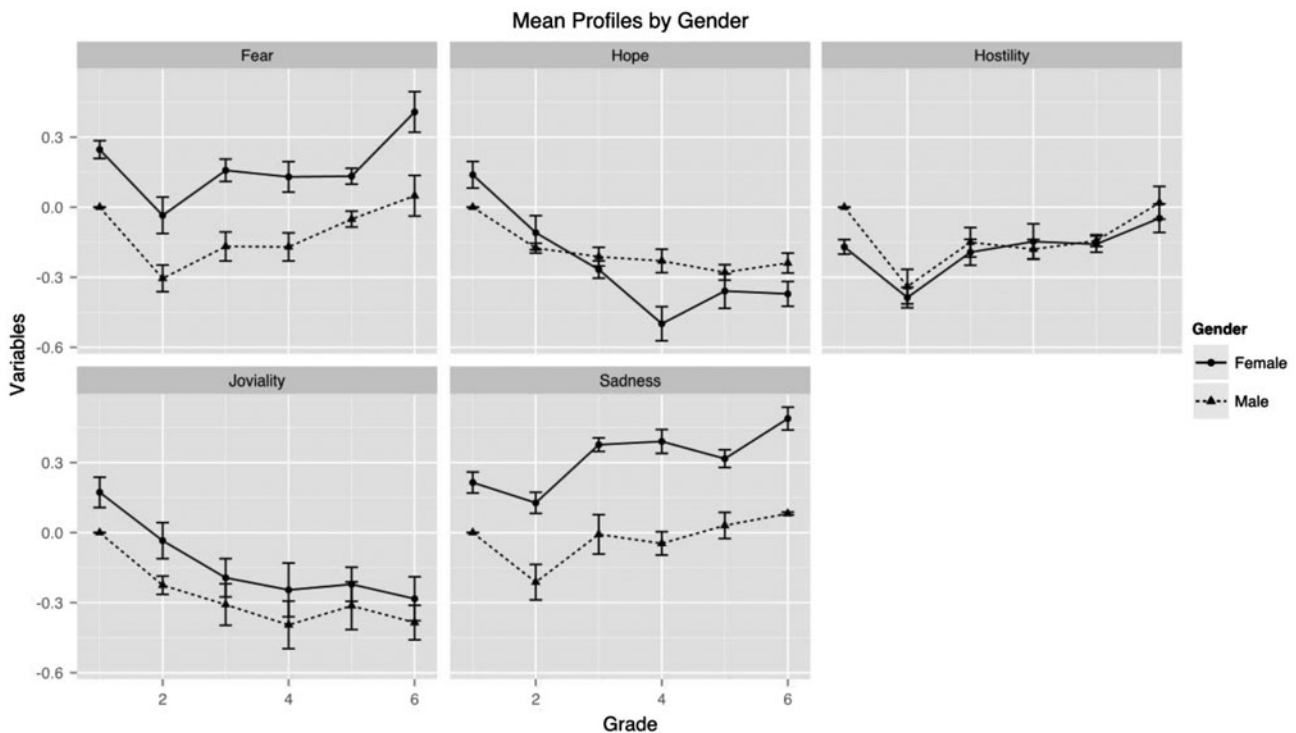 Mean Profiles by Gender
Fear
Hope
Hostility
0.3
0.0
-0.3
-0.6
Variables
Joviality
Sadness
0.3
0.0
-0.3
-0.6
2
4
6
2
4
6
Grade
Gender
Female
Male